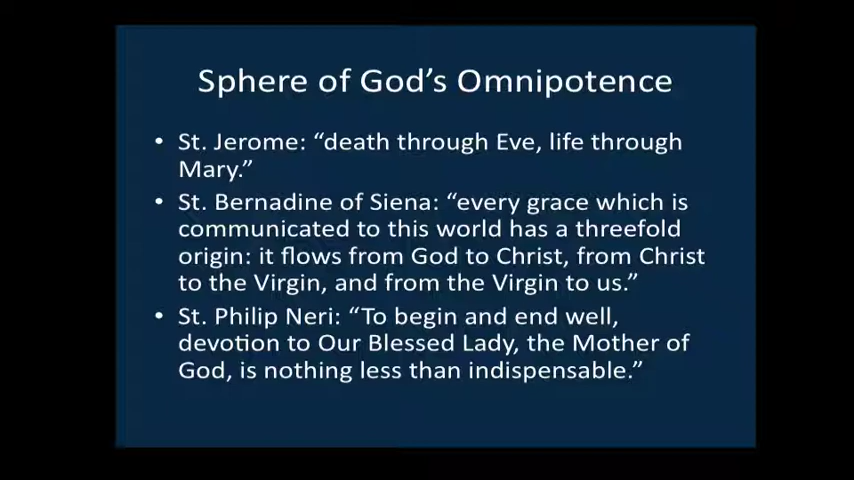 Sphere of God’s Omnipotence
• St. Jerome: “death through Eve, life through
Mary.”
• St. Bernadine of Siena: “every grace which is
communicated to this world has a threefold
origin: it flows from God to Christ, from Christ
to the Virgin, and from the Virgin to us.”
• St. Philip Neri: “To begin and end well,
devotion to Our Blessed Lady, the Mother of
God, is nothing less than indispensable.”